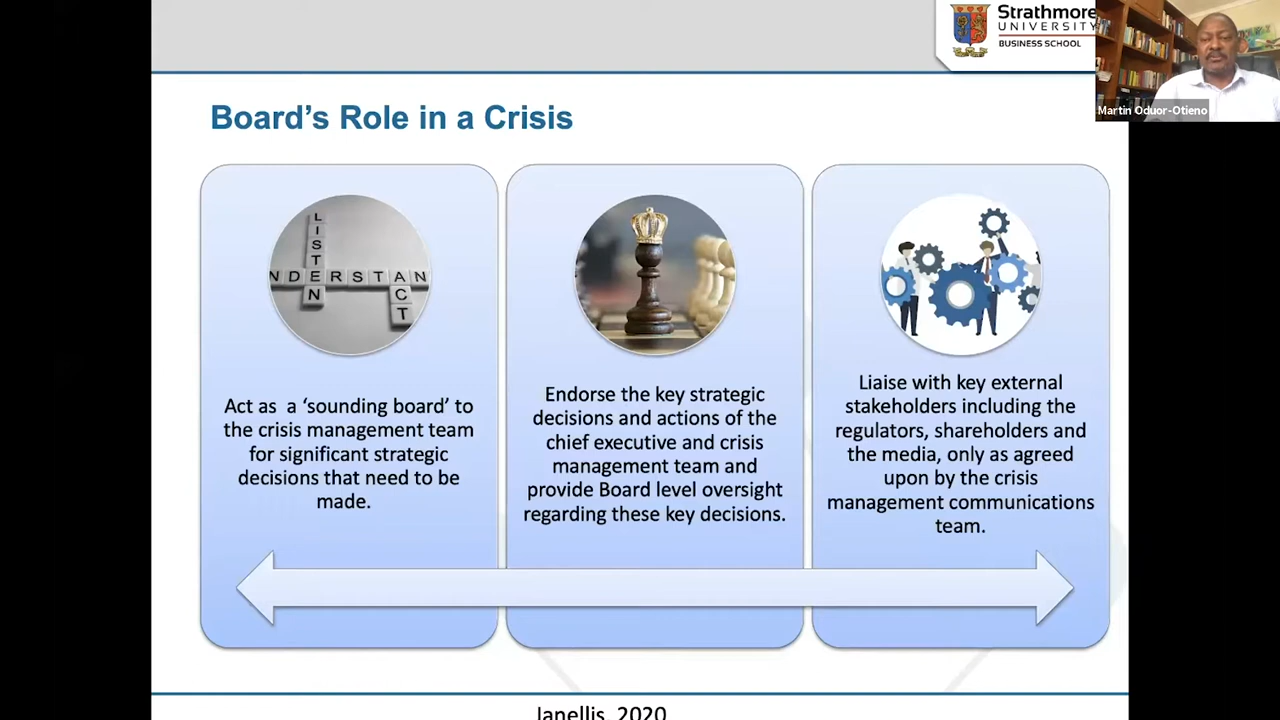 Strathmore
UNIVERSITY
BUSINESS SCHOOL
Martin Oduor-Otieno
Board's Role in a Crisis
LISTEN
NDERSTAN
ACT
Act as a ‘sounding board’ to
the crisis management team
for significant strategic
decisions that need to be
made.
Endorse the key strategic
decisions and actions of the
chief executive and crisis
management team and
provide Board level oversight
regarding these key decisions.
Liaise with key external
stakeholders including the
regulators, shareholders and
the media, only as agreed
upon by the crisis
management communications
team.
Janellis, 2020